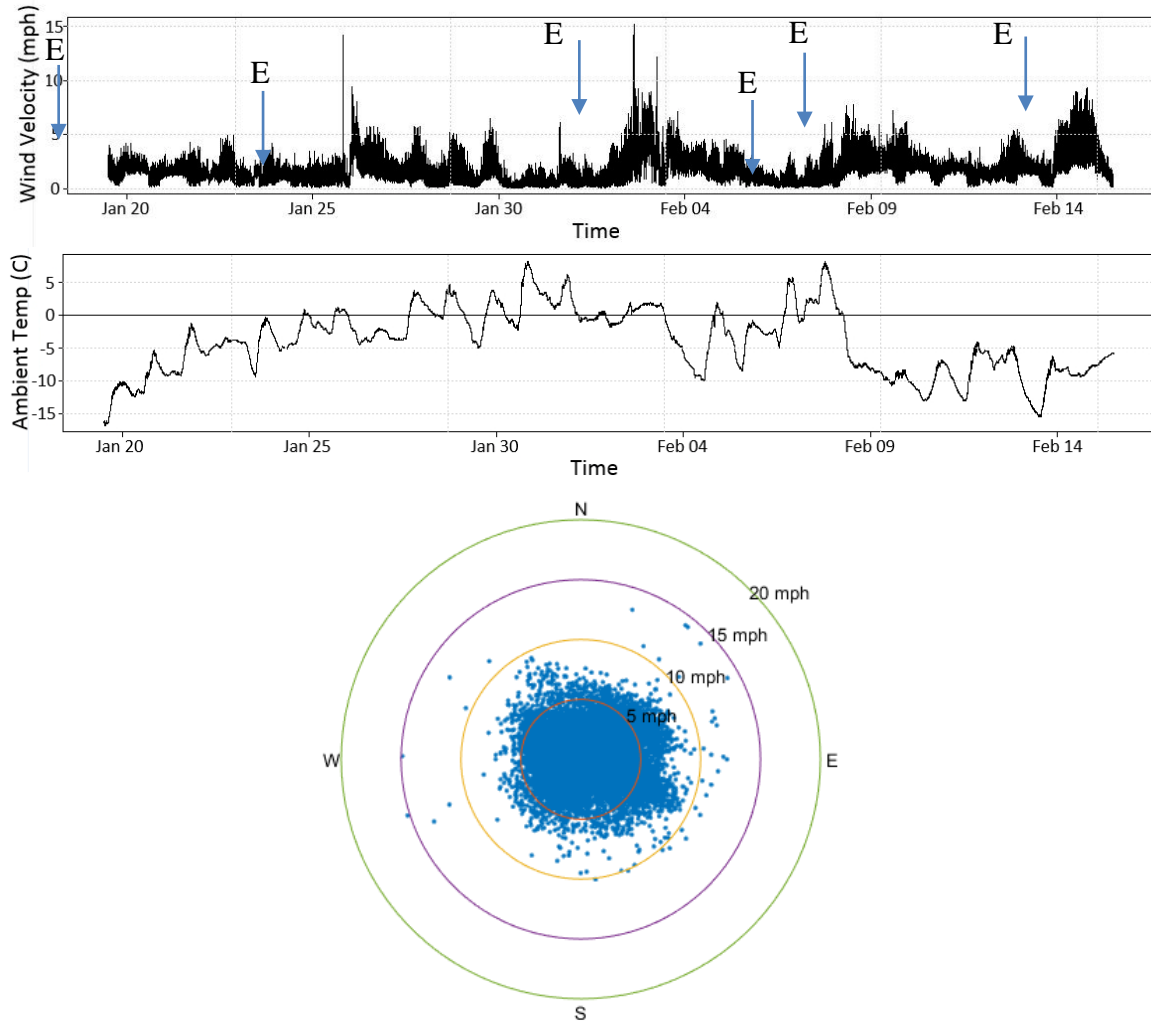 Wind Velocity (mph)
15
10
5
0
E
E
E
E
E
E
Jan 20
Jan 25
Jan 30
Feb 04
Feb 09
Feb 14
Time
Ambient Temp (C)
5
0
-5
-10
-15
Jan 20
Jan 25
Jan 30
Feb 04
Feb 09
Feb 14
Time
N
20 mph
15 mph
10 mph
5 mph
W
E
S